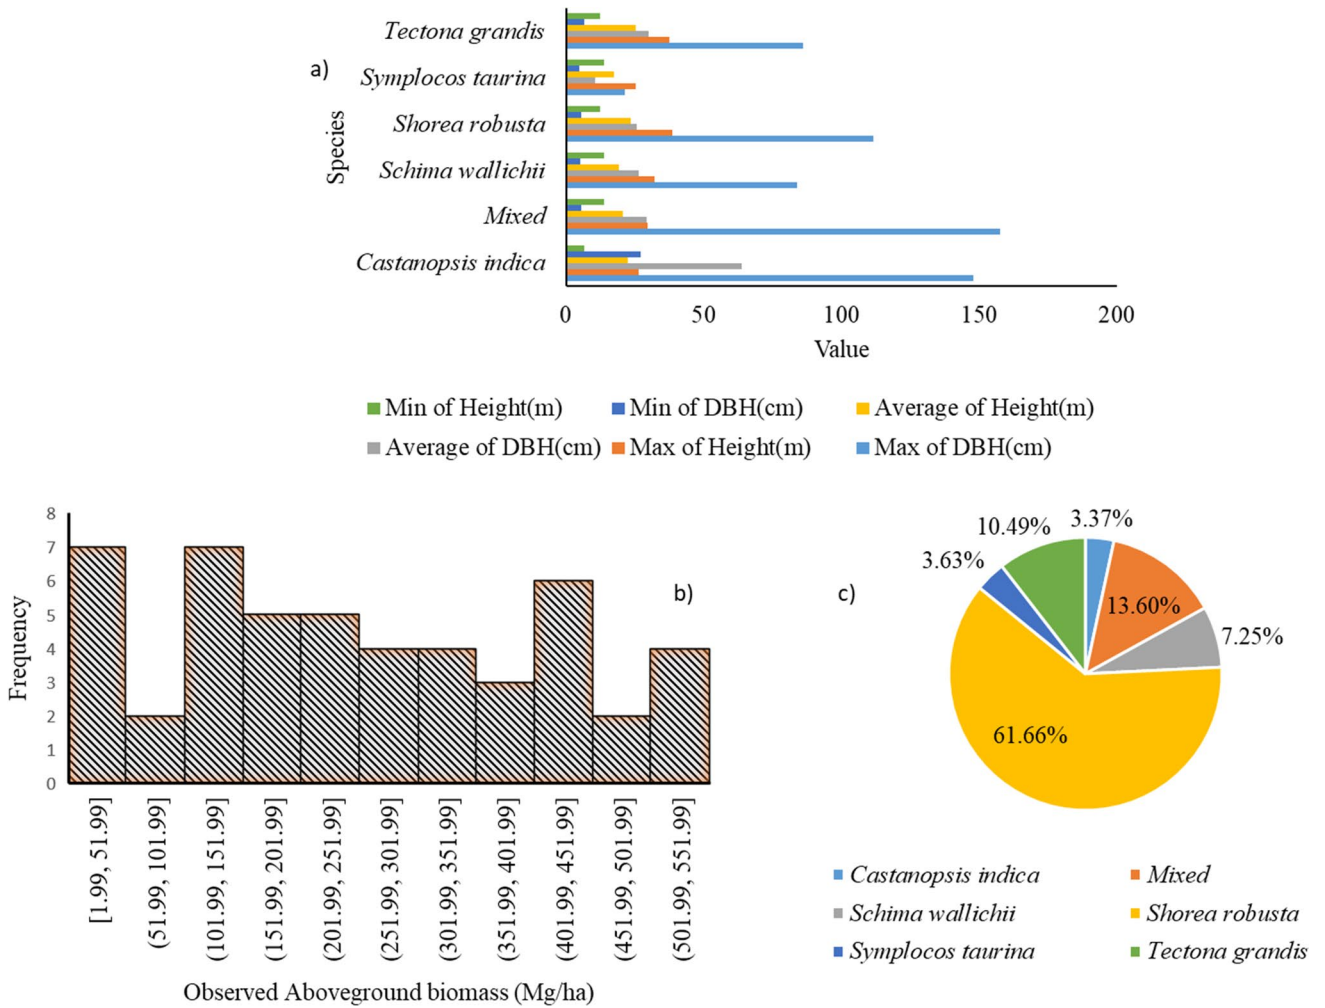 a)
Species
Tectona grandis
Symplocos taurina
Shorea robusta
Schima wallichii
Mixed
Castanopsis indica
0 50 100 150 200
Value
Min of Height(m) Min of DBH(cm) Average of Height(m)
Average of DBH(cm) Max of Height(m) Max of DBH(cm)
b)
Frequency
8
7
6
5
4
3
2
1
0
[1.99, 51.99]
(51.99, 101.99]
(101.99, 151.99]
(151.99, 201.99]
(201.99, 251.99]
(251.99, 301.99]
(301.99, 351.99]
(351.99, 401.99]
(401.99, 451.99]
(451.99, 501.99]
(501.99, 551.99]
Observed Aboveground biomass (Mg/ha)
c)
3.37%
13.60%
7.25%
61.66%
3.63%
10.49%
Castanopsis indica Mixed
Schima wallichii Shorea robusta
Symplocos taurina Tectona grandis